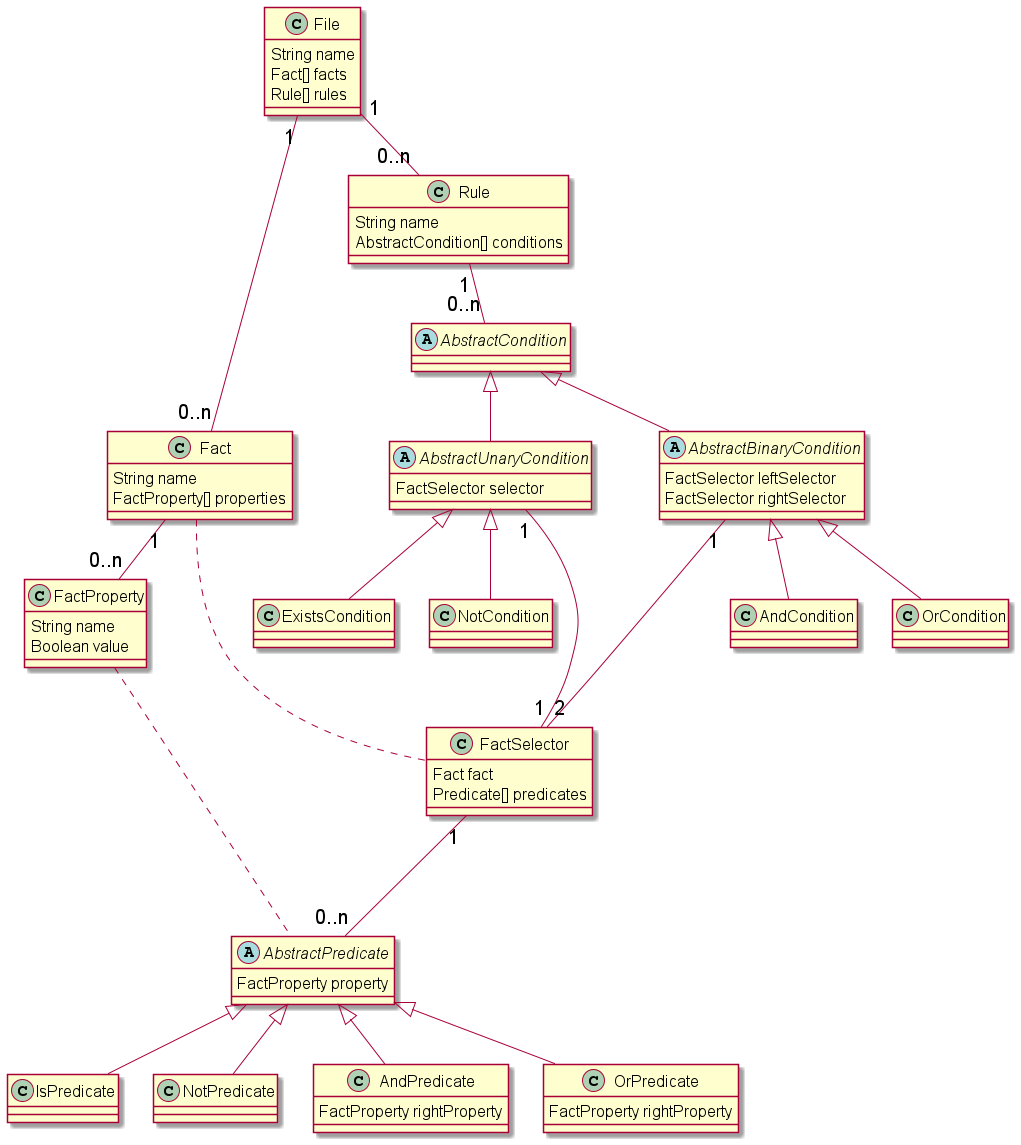 C File
String name
Fact[] facts
Rule[] rules
1
1
0..n
C Rule
String name
AbstractCondition[] conditions
1
0..n
A AbstractCondition
0..n
C Fact
String name
FactProperty[] properties
A AbstractUnaryCondition
FactSelector selector
A AbstractBinaryCondition
FactSelector leftSelector
FactSelector rightSelector
1
1
1
0..n
C FactProperty
String name
Boolean value
C ExistsCondition
C NotCondition
C AndCondition
C OrCondition
1
2
C FactSelector
Fact fact
Predicate[] predicates
1
0..n
A AbstractPredicate
FactProperty property
C IsPredicate
C NotPredicate
C AndPredicate
FactProperty rightProperty
C OrPredicate
FactProperty rightProperty